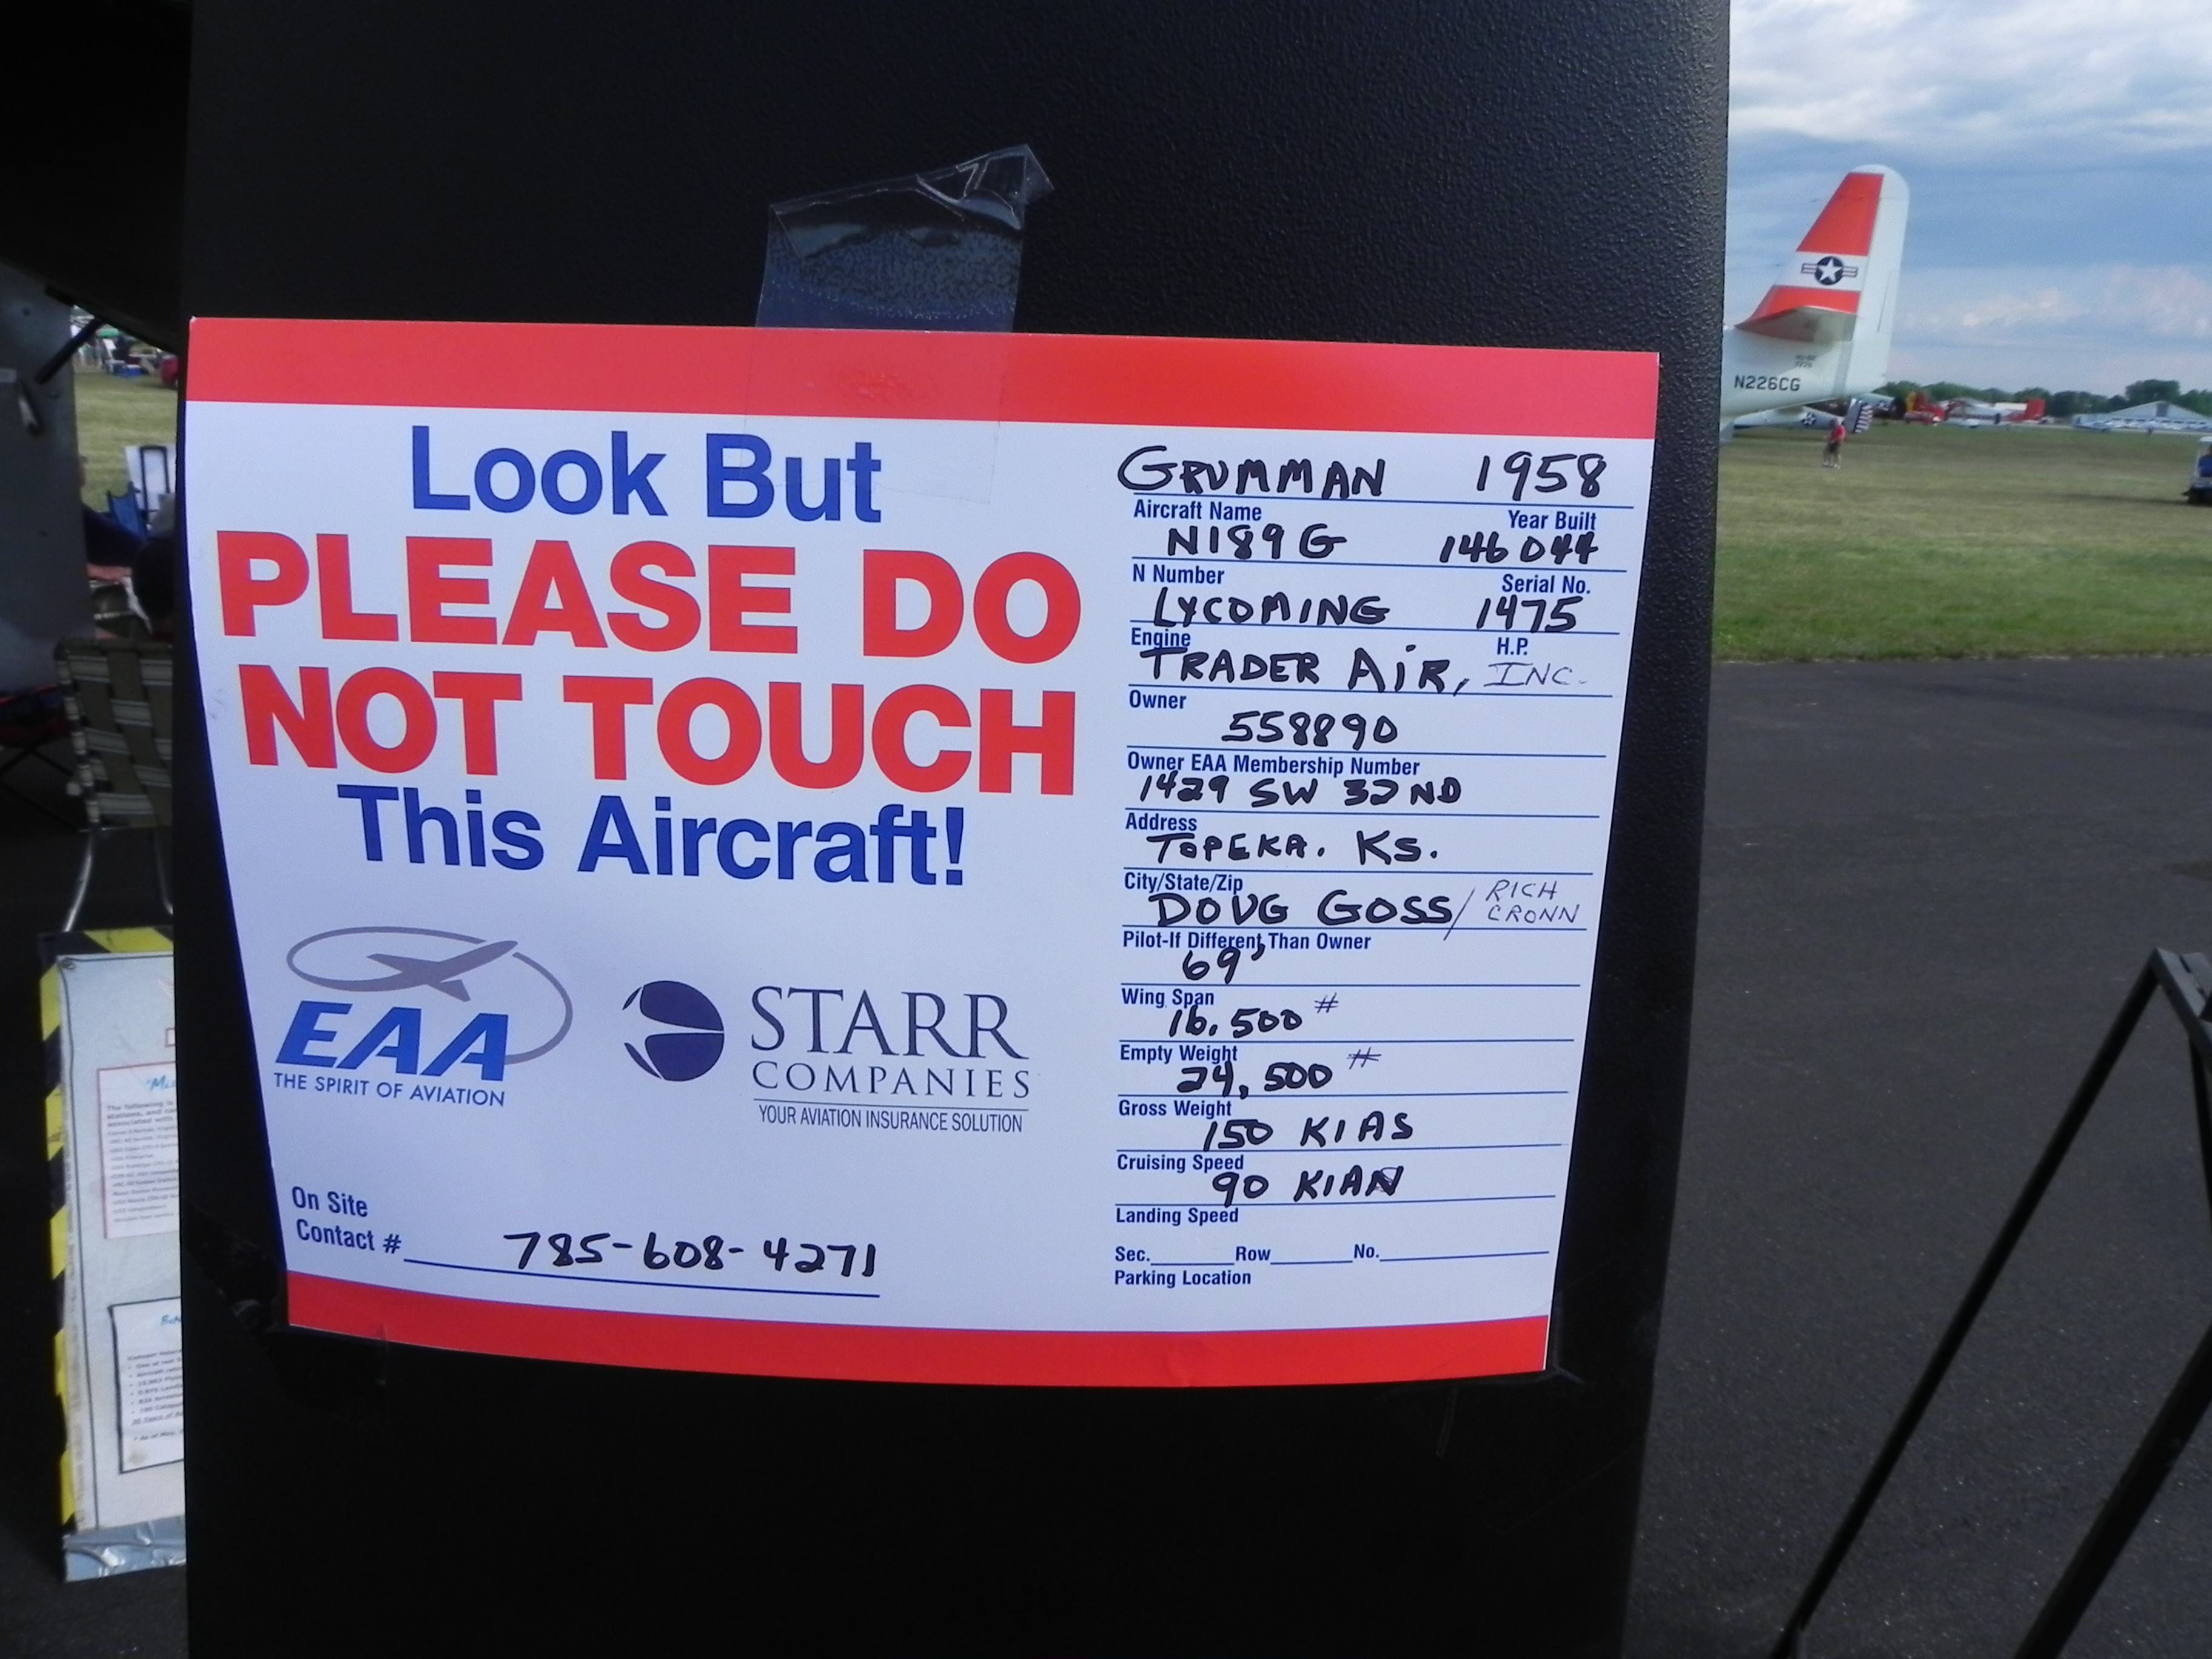 Look But
PLEASE DO
NOT TOUCH
This Aircraft!
EAA
THE SPIRIT OF AVIATION
STARR
COMPANIES
YOUR AVIATION INSURANCE SOLUTION
On Site
Contact # 785-608-4271
GRUMMAN 1958
Aircraft Name Year Built
N189G 146044
N Number Serial No.
LYCOMING 1475
Engine H.P.
TRADER AIR, INC.
Owner
558890
Owner EAA Membership Number
1429 SW 32ND
Address
TOPEKA. KS.
City/State/Zip
DOUG GOSS/ RICH CRONN
Pilot-If Different Than Owner
69'
Wing Span
16,500 #
Empty Weight
24,500 #
Gross Weight
150 KIAS
Cruising Speed
90 KIAN
Landing Speed
Sec. Row No.
Parking Location
N226CG